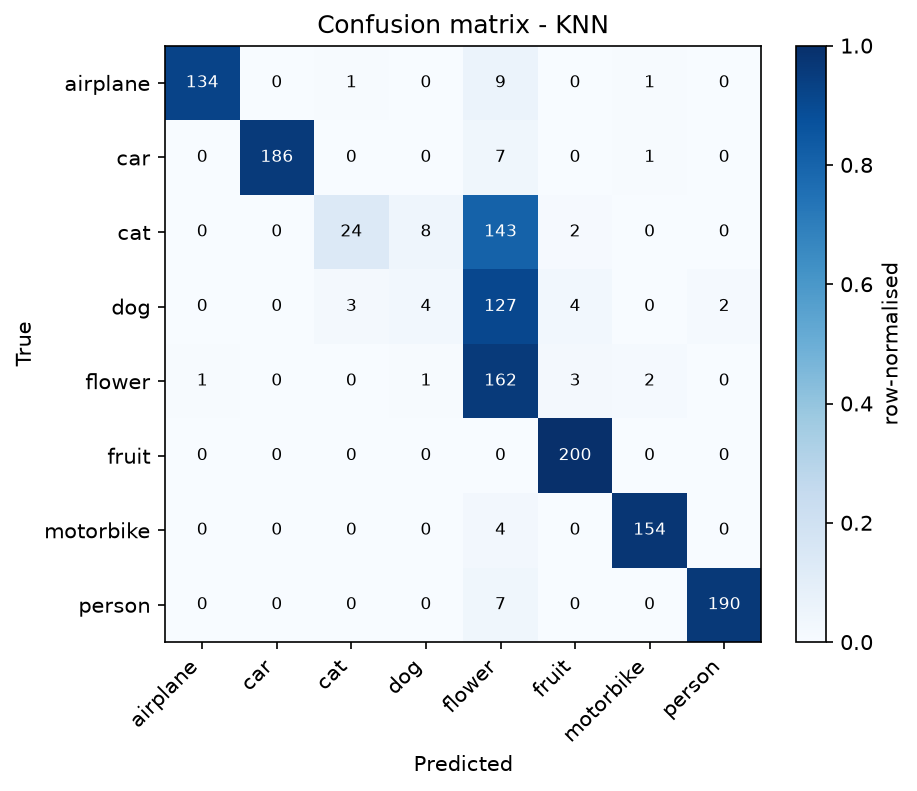 Confusion matrix - KNN
airplane 134 0 1 0 9 0 1 0
car 0 186 0 0 7 0 1 0
cat 0 0 24 8 143 2 0 0
dog 0 0 3 4 127 4 0 2
flower 1 0 0 1 162 3 2 0
fruit 0 0 0 0 0 200 0 0
motorbike 0 0 0 0 4 0 154 0
person 0 0 0 0 7 0 0 190
airplane car cat dog flower fruit motorbike person
Predicted
True
1.0
0.8
0.6
0.4
0.2
0.0
row-normalised